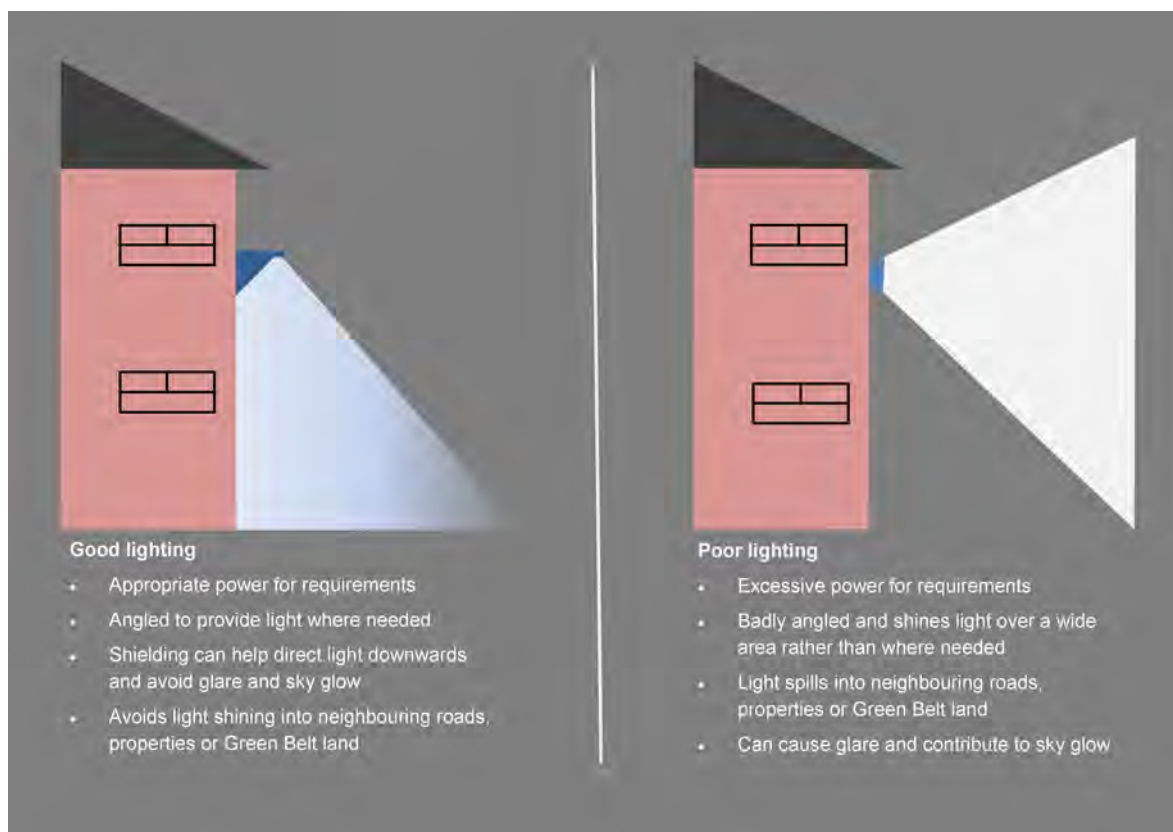 Good lighting
• Appropriate power for requirements
• Angled to provide light where needed
• Shielding can help direct light downwards
and avoid glare and sky glow
• Avoids light shining into neighbouring roads,
properties or Green Belt land
Poor lighting
• Excessive power for requirements
• Badly angled and shines light over a wide
area rather than where needed
• Light spills into neighbouring roads,
properties or Green Belt land
• Can cause glare and contribute to sky glow